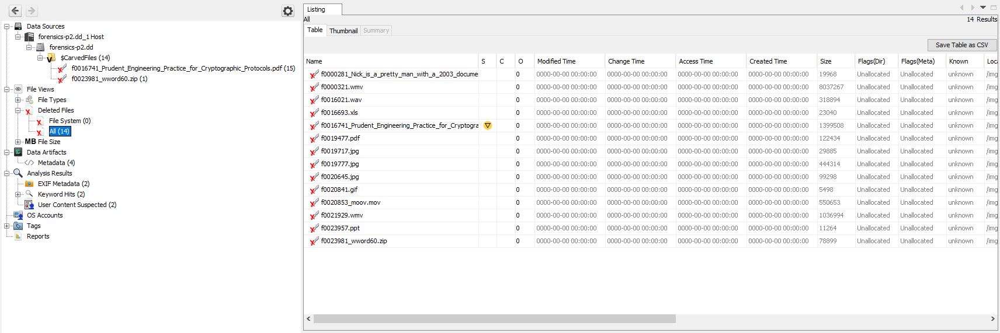 Data Sources
forensics-p2.dd_1 Host
forensics-p2.dd
$CarvedFiles (14)
f0016741_Prudent_Engineering_Practice_for_Cryptographic_Protocols.pdf (15)
f0023981_wword60.zip (1)
File Views
File Types
Deleted Files
File System (0)
All (14)
MB File Size
Data Artifacts
Metadata (4)
Analysis Results
EXIF Metadata (2)
Keyword Hits (2)
User Content Suspected (2)
OS Accounts
Tags
Reports
Listing
All 14 Results
Table Thumbnail Summary
Save Table as CSV
Name S C O Modified Time Change Time Access Time Created Time Size Flags(Dir) Flags(Meta) Known Loca
f0000281_Nick_is_a_pretty_man_with_a_2003_docume 0 0000-00-00 00:00:00 0000-00-00 00:00:00 0000-00-00 00:00:00 0000-00-00 00:00:00 19968 Unallocated Unallocated unknown /img
f0000321.wmv 0 0000-00-00 00:00:00 0000-00-00 00:00:00 0000-00-00 00:00:00 0000-00-00 00:00:00 8037267 Unallocated Unallocated unknown /img
f0016021.wav 0 0000-00-00 00:00:00 0000-00-00 00:00:00 0000-00-00 00:00:00 0000-00-00 00:00:00 318894 Unallocated Unallocated unknown /img
f0016693.xls 0 0000-00-00 00:00:00 0000-00-00 00:00:00 0000-00-00 00:00:00 0000-00-00 00:00:00 23040 Unallocated Unallocated unknown /img
f0016741_Prudent_Engineering_Practice_for_Cryptogra 0 0000-00-00 00:00:00 0000-00-00 00:00:00 0000-00-00 00:00:00 0000-00-00 00:00:00 1399508 Unallocated Unallocated unknown /img
f0019477.pdf 0 0000-00-00 00:00:00 0000-00-00 00:00:00 0000-00-00 00:00:00 0000-00-00 00:00:00 122434 Unallocated Unallocated unknown /img
f0019717.jpg 0 0000-00-00 00:00:00 0000-00-00 00:00:00 0000-00-00 00:00:00 0000-00-00 00:00:00 29885 Unallocated Unallocated unknown /img
f0019777.jpg 0 0000-00-00 00:00:00 0000-00-00 00:00:00 0000-00-00 00:00:00 0000-00-00 00:00:00 444314 Unallocated Unallocated unknown /img
f0020645.jpg 0 0000-00-00 00:00:00 0000-00-00 00:00:00 0000-00-00 00:00:00 0000-00-00 00:00:00 99298 Unallocated Unallocated unknown /img
f0020841.gif 0 0000-00-00 00:00:00 0000-00-00 00:00:00 0000-00-00 00:00:00 0000-00-00 00:00:00 5498 Unallocated Unallocated unknown /img
f0020853_moov.mov 0 0000-00-00 00:00:00 0000-00-00 00:00:00 0000-00-00 00:00:00 0000-00-00 00:00:00 550653 Unallocated Unallocated unknown /img
f0021929.wmv 0 0000-00-00 00:00:00 0000-00-00 00:00:00 0000-00-00 00:00:00 0000-00-00 00:00:00 1036994 Unallocated Unallocated unknown /img
f0023957.ppt 0 0000-00-00 00:00:00 0000-00-00 00:00:00 0000-00-00 00:00:00 0000-00-00 00:00:00 11264 Unallocated Unallocated unknown /img
f0023981_wword60.zip 0 0000-00-00 00:00:00 0000-00-00 00:00:00 0000-00-00 00:00:00 0000-00-00 00:00:00 78899 Unallocated Unallocated unknown /img